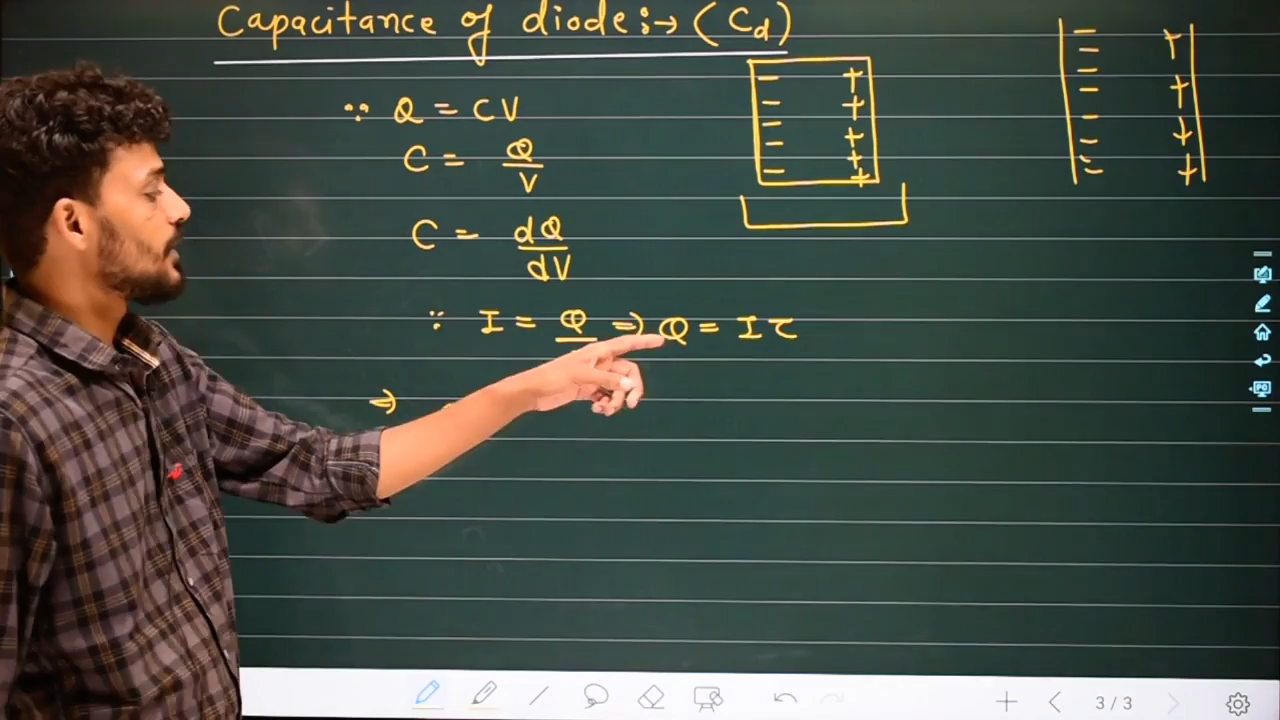 Capacitance of diode:→ (Cd)
∵ Q = CV
C = Q/V
C = dQ/dV
∵ I = Q ⇒ Q = Iτ
⇒
3/3